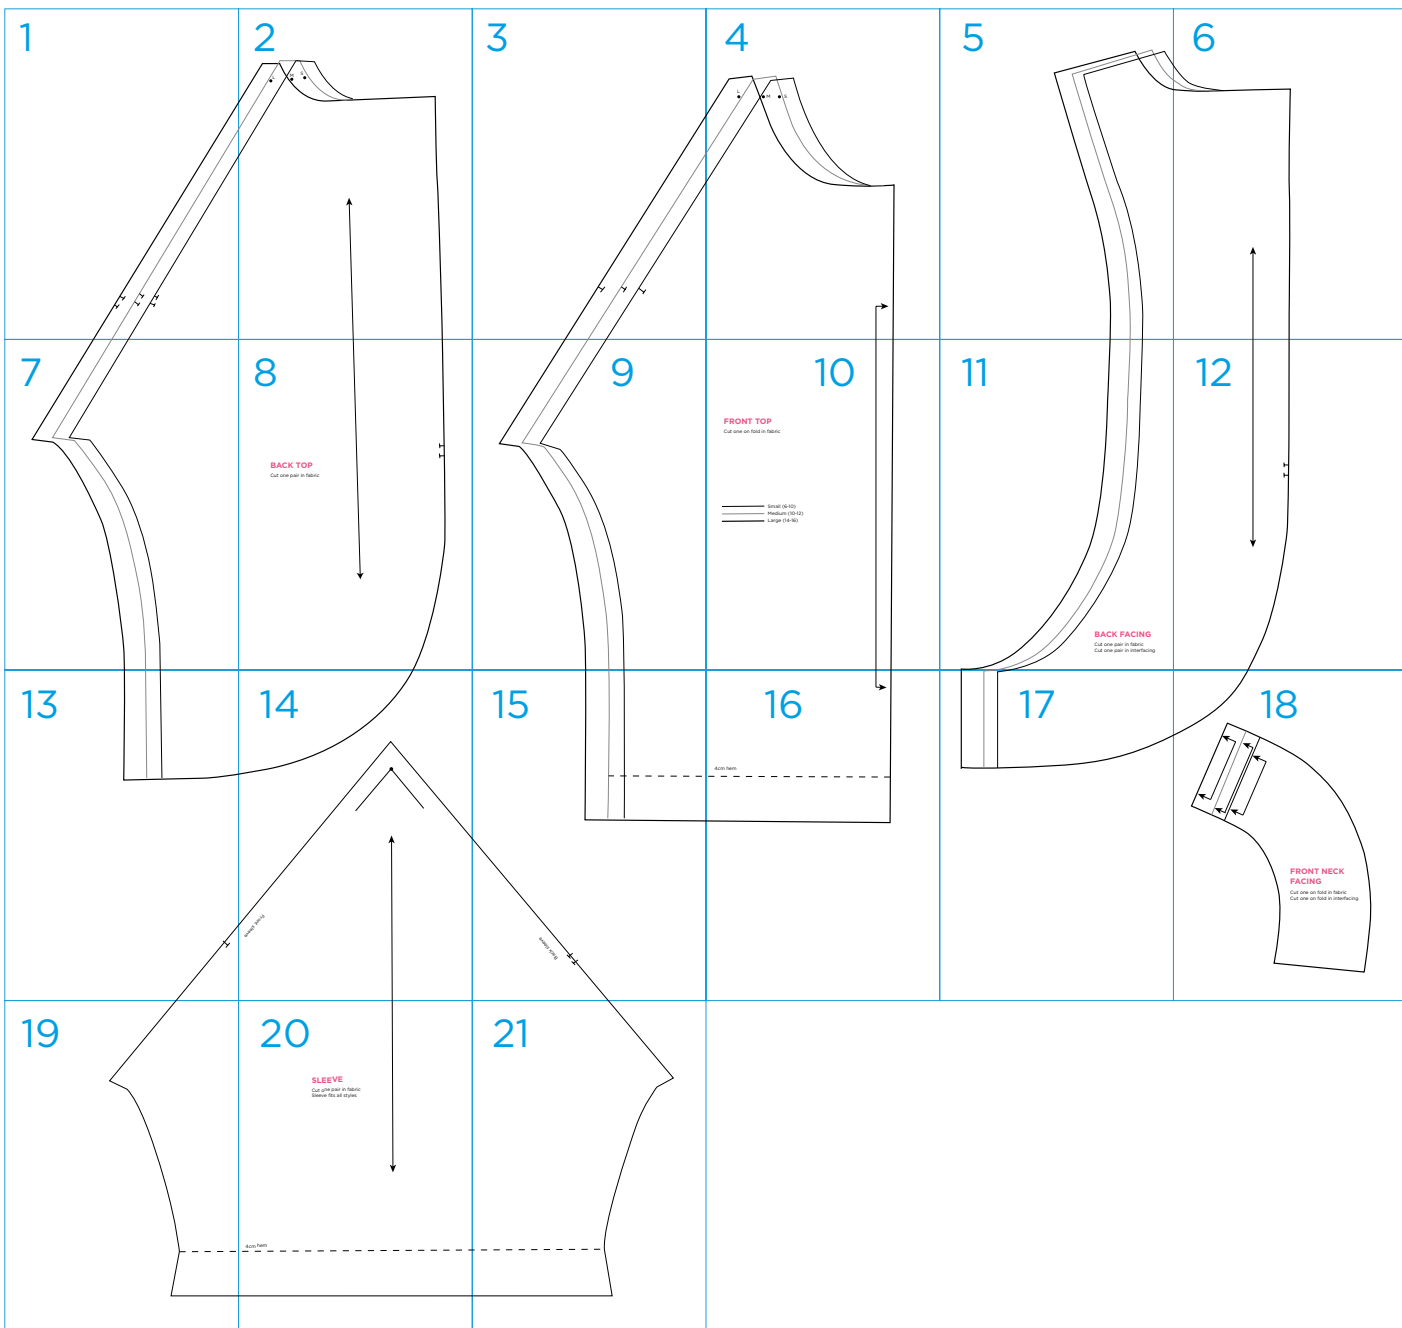 1
2
3
4
5
6
L
M
S
L
M
S
7
8
9
10
11
12
BACK TOP
Cut one pair in fabric
FRONT TOP
Cut one on fold in fabric
Small (6-10)
Medium (10-12)
Large (14-16)
BACK FACING
Cut one pair in fabric
Cut one pair in interfacing
13
14
15
16
17
18
4cm hem
Front sleeve
Back sleeve
FRONT NECK
FACING
Cut one on fold in fabric
Cut one on fold in interfacing
19
20
21
SLEEVE
Cut one pair in fabric
Sleeve fits all styles
4cm hem